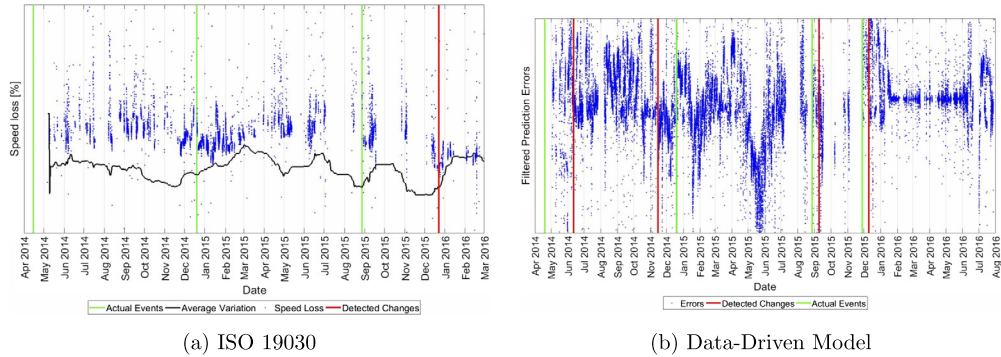 Speed loss [%]
Apr 2014
May 2014
Jun 2014
Jul 2014
Aug 2014
Sep 2014
Oct 2014
Nov 2014
Dec 2014
Jan 2015
Feb 2015
Mar 2015
Apr 2015
May 2015
Jun 2015
Jul 2015
Aug 2015
Sep 2015
Oct 2015
Nov 2015
Dec 2015
Jan 2016
Feb 2016
Mar 2016
Date
Actual Events Average Variation Speed Loss Detected Changes
(a) ISO 19030
Filtered Prediction Errors
Apr 2014
May 2014
Jun 2014
Jul 2014
Aug 2014
Sep 2014
Oct 2014
Nov 2014
Dec 2014
Jan 2015
Feb 2015
Mar 2015
Apr 2015
May 2015
Jun 2015
Jul 2015
Aug 2015
Sep 2015
Oct 2015
Nov 2015
Dec 2015
Jan 2016
Feb 2016
Mar 2016
Apr 2016
May 2016
Jun 2016
Jul 2016
Aug 2016
Date
Errors Detected Changes Actual Events
(b) Data-Driven Model